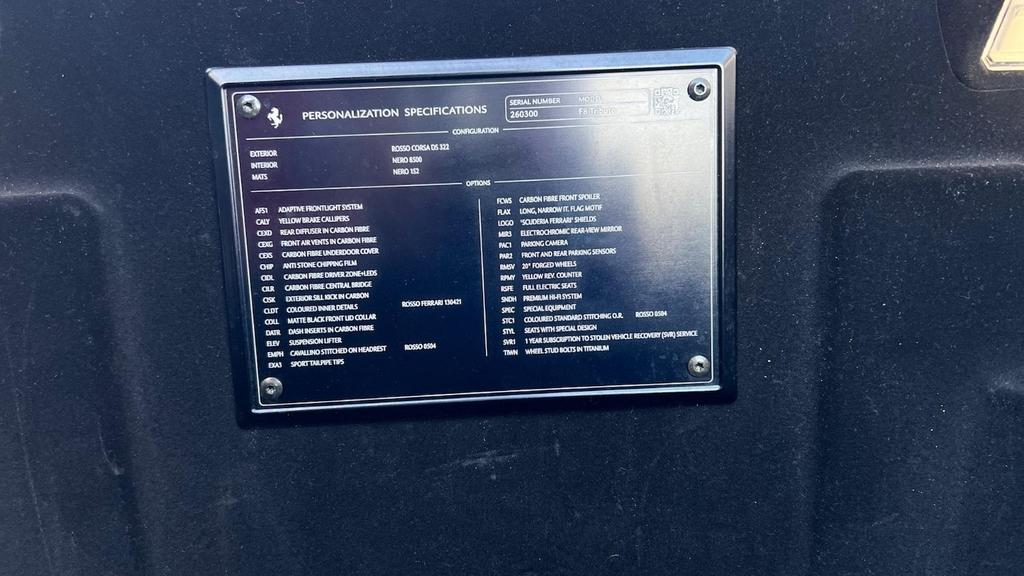 PERSONALIZATION SPECIFICATIONS
SERIAL NUMBER MODEL
260300 F8 Tributo
CONFIGURATION
EXTERIOR ROSSO CORSA DS 322
INTERIOR NERO 8500
MATS NERO 152
OPTIONS
AFS1 ADAPTIVE FRONTLIGHT SYSTEM
CALY YELLOW BRAKE CALLIPERS
CEXD REAR DIFFUSER IN CARBON FIBRE
CEXG FRONT AIR VENTS IN CARBON FIBRE
CEXS CARBON FIBRE UNDERDOOR COVER
CHIP ANTI STONE CHIPPING FILM
CIDL CARBON FIBRE DRIVER ZONE+LEDS
CILR CARBON FIBRE CENTRAL BRIDGE
CISK EXTERIOR SILL KICK IN CARBON
CLDT COLOURED INNER DETAILS ROSSO FERRARI 130421
COLL MATTE BLACK FRONT LID COLLAR
DATR DASH INSERTS IN CARBON FIBRE
ELEV SUSPENSION LIFTER
EMPH CAVALLINO STITCHED ON HEADREST ROSSO 0504
EXA3 SPORT TAILPIPE TIPS
FCWS CARBON FIBRE FRONT SPOILER
FLAX LONG, NARROW IT. FLAG MOTIF
LOGO "SCUDERIA FERRARI" SHIELDS
MIR3 ELECTROCHROMIC REAR-VIEW MIRROR
PAC1 PARKING CAMERA
PAR2 FRONT AND REAR PARKING SENSORS
RMSV 20" FORGED WHEELS
RPMY YELLOW REV. COUNTER
RSFE FULL ELECTRIC SEATS
SNDH PREMIUM HI-FI SYSTEM
SPEC SPECIAL EQUIPMENT
STC1 COLOURED STANDARD STITCHING O.R. ROSSO 0504
STYL SEATS WITH SPECIAL DESIGN
SVR1 1 YEAR SUBSCRIPTION TO STOLEN VEHICLE RECOVERY (SVR) SERVICE
TIWN WHEEL STUD BOLTS IN TITANIUM